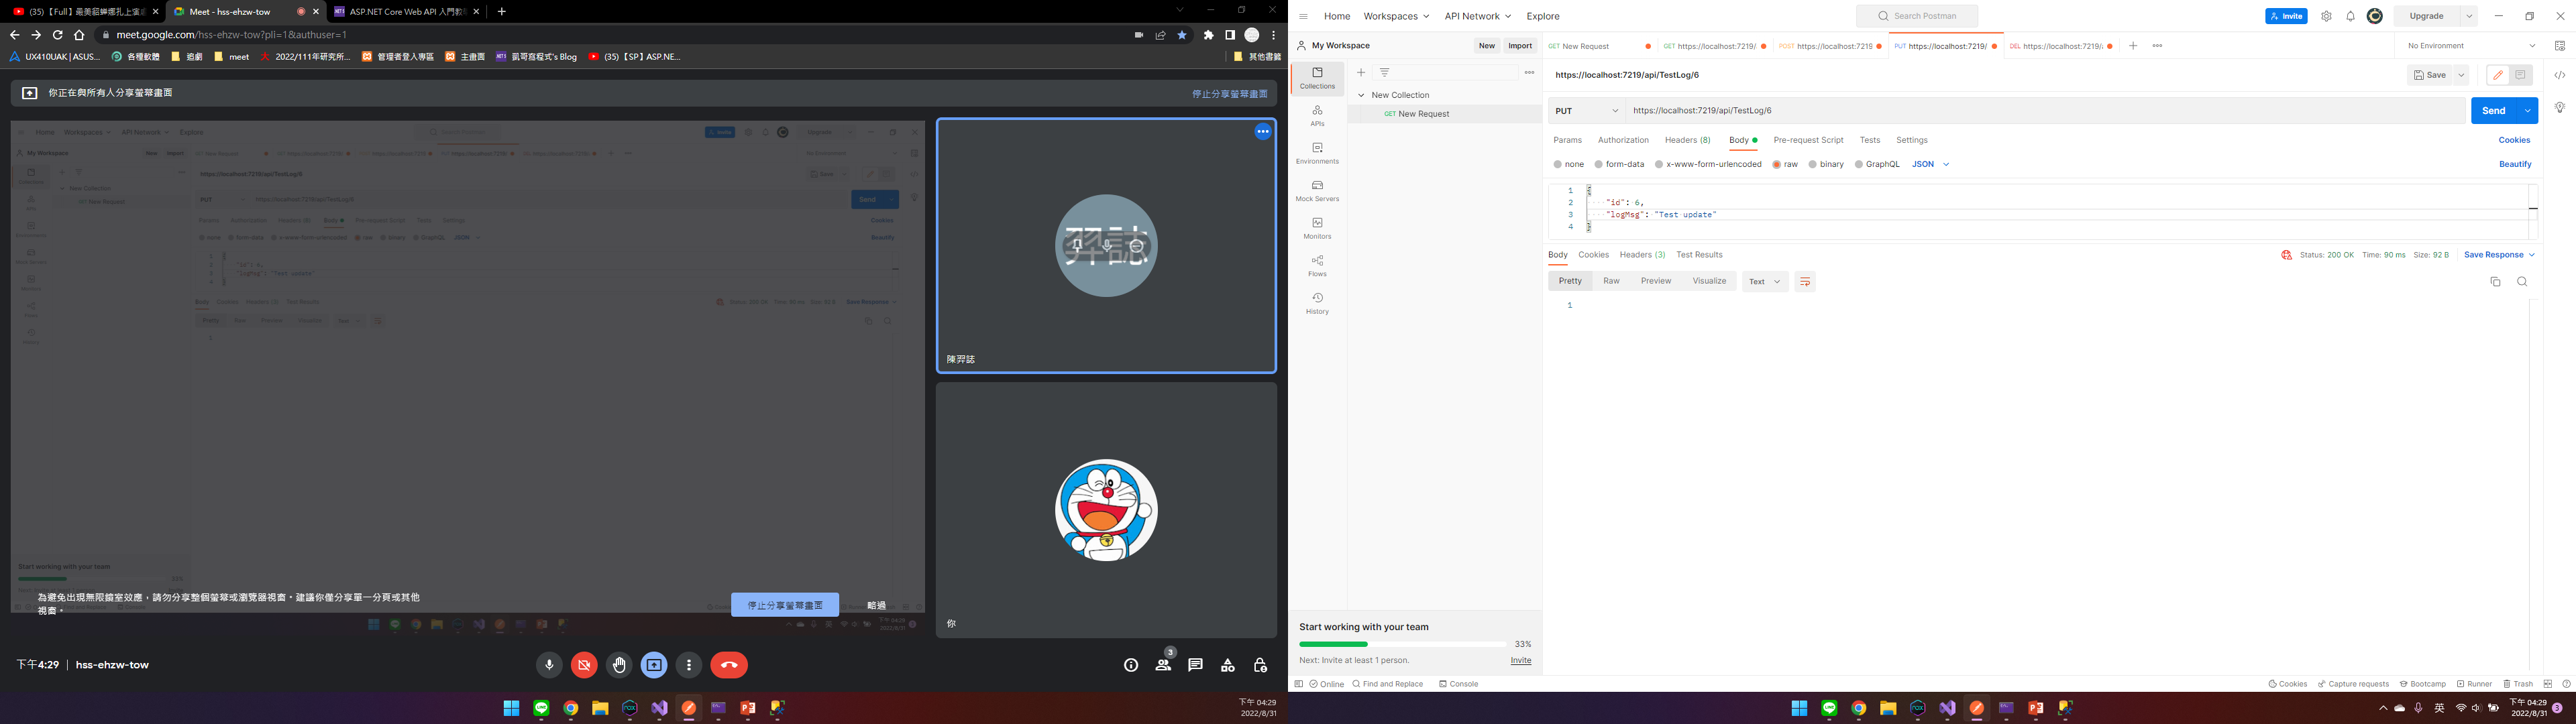 (35)【Full】最美貂蟬
Meet - hss-ehzw-tow
ASP.NET Core Web API 入門教
meet.google.com/hss-ehzw-tow?pli=1&authuser=1
UX410UAK | ASUS...
各種軟體
追劇
meet
2022/111年研究所...
管理者登入專區
主畫面
凱哥寫程式's Blog
(35)【SP】ASP.NE...
其他書籤
你正在與所有人分享螢幕畫面
停止分享螢幕畫面
羿誌
陳羿誌
為避免出現無限鏡室效應，請勿分享整個螢幕或瀏覽器視窗。建議你僅分享單一分頁或其他
視窗。
停止分享螢幕畫面
略過
你
下午4:29 | hss-ehzw-tow
3
下午 04:29
2022/8/31
Home
Workspaces
API Network
Explore
Search Postman
Invite
Upgrade
My Workspace
New
Import
GET New Request
GET https://localhost:7219/
POST https://localhost:7219
PUT https://localhost:7219/
DEL https://localhost:7219/
No Environment
Collections
APIs
Environments
Mock Servers
Monitors
Flows
History
New Collection
GET New Request
https://localhost:7219/api/TestLog/6
Save
PUT
https://localhost:7219/api/TestLog/6
Send
Params
Authorization
Headers (8)
Body
Pre-request Script
Tests
Settings
Cookies
none
form-data
x-www-form-urlencoded
raw
binary
GraphQL
JSON
Beautify
1 {
2 "id": 6,
3 "logMsg": "Test update"
4 }
Body
Cookies
Headers (3)
Test Results
Status: 200 OK
Time: 90 ms
Size: 92 B
Save Response
Pretty
Raw
Preview
Visualize
Text
1
Start working with your team
33%
Next: Invite at least 1 person.
Invite
Online
Find and Replace
Console
Cookies
Capture requests
Bootcamp
Runner
Trash
英
下午 04:29
2022/8/31
3